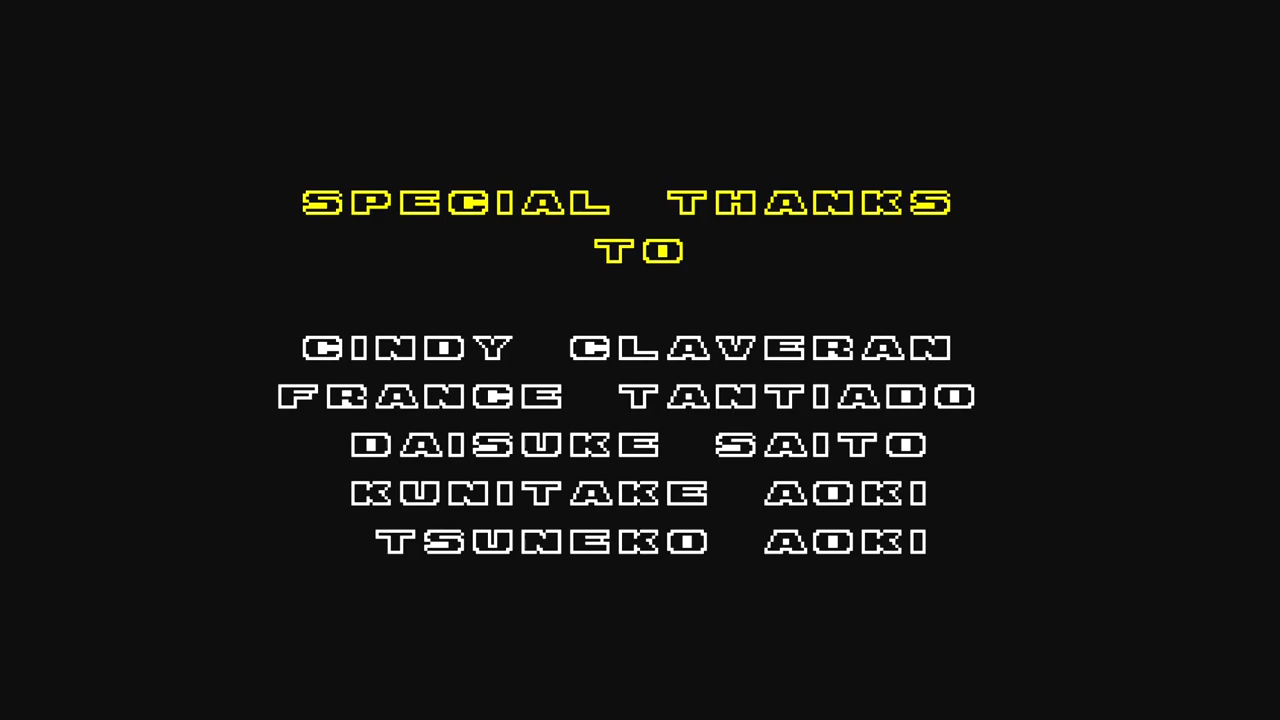 SPECIAL THANKS
TO
CINDY CLAVERAN
FRANCE TANTIADO
DAISUKE SAITO
KUNITAKE AOKI
TSUNEKO AOKI